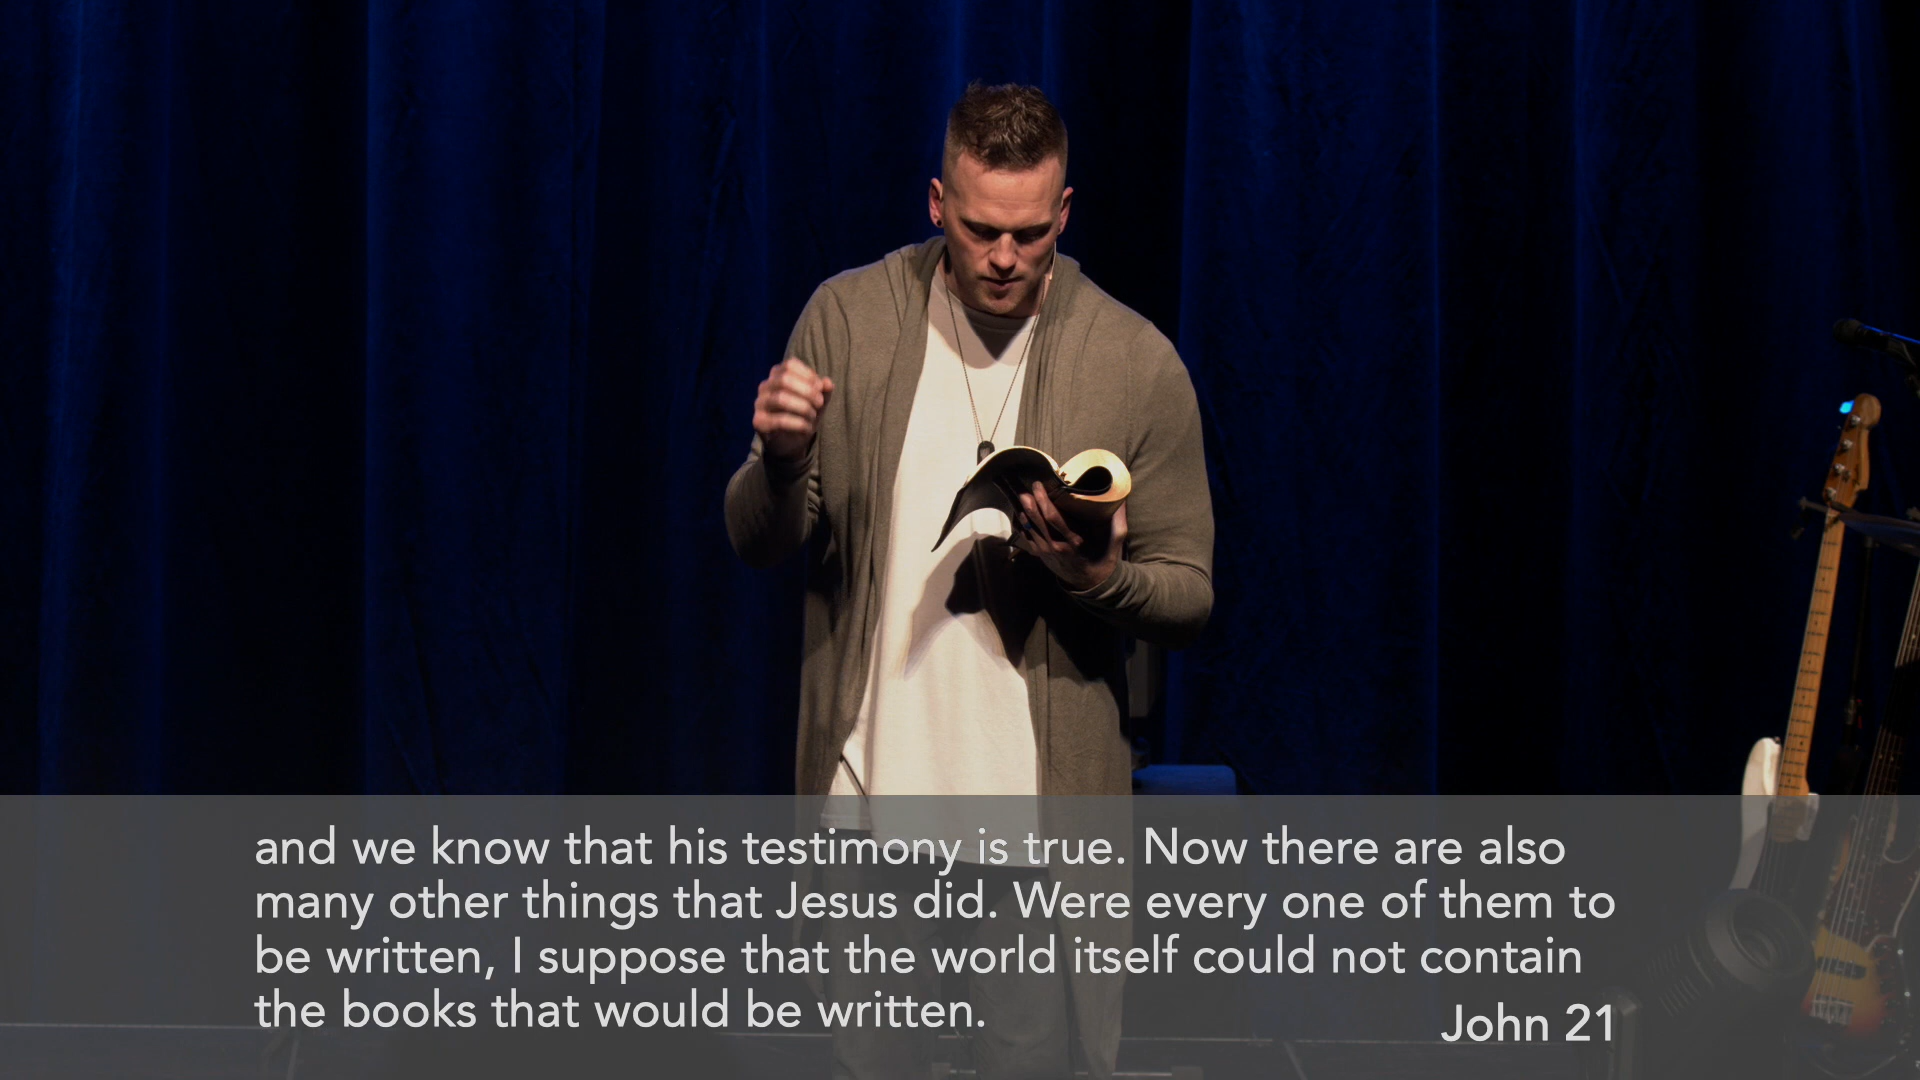 and we know that his testimony is true. Now there are also
many other things that Jesus did. Were every one of them to
be written, I suppose that the world itself could not contain
the books that would be written.
John 21